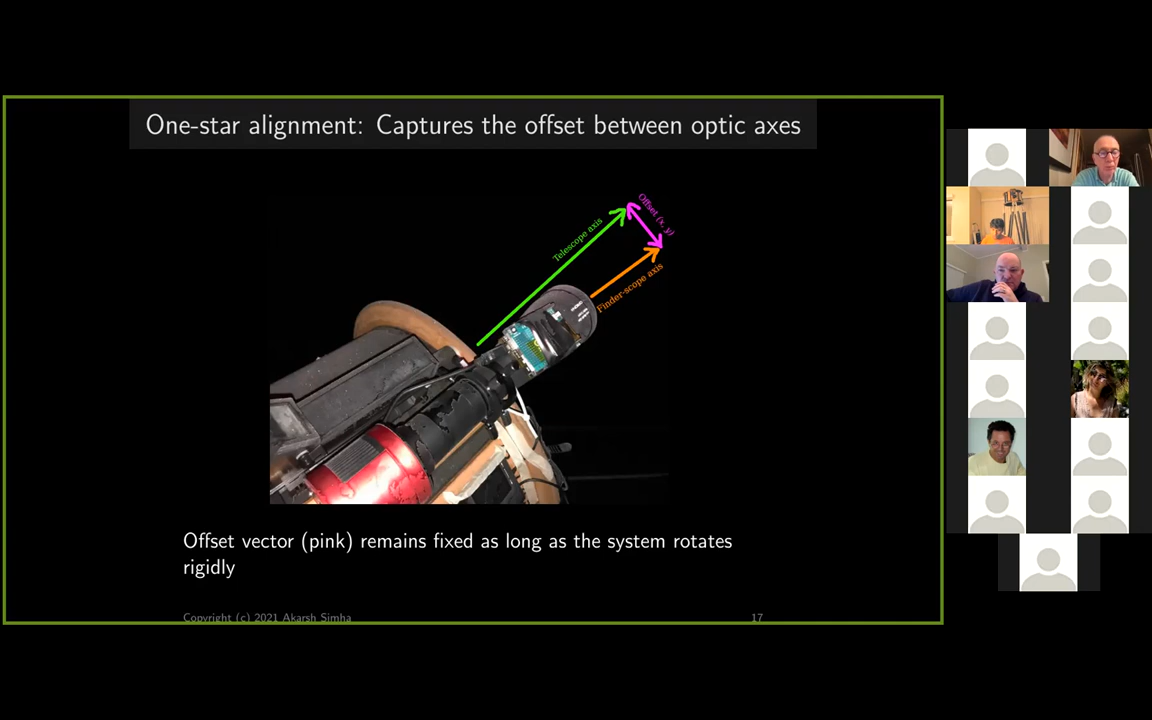 One-star alignment: Captures the offset between optic axes
Offset (x, y)
Telescope axis
Finder-scope axis
Offset vector (pink) remains fixed as long as the system rotates
rigidly
Copyright (c) 2021 Akarsh Simha
17